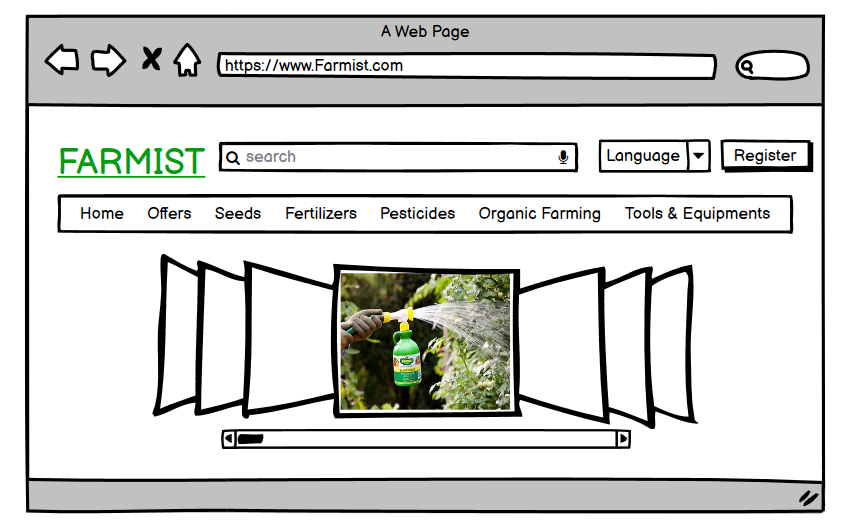 A Web Page
https://www.Farmist.com
FARMIST
search
Language
Register
Home Offers Seeds Fertilizers Pesticides Organic Farming Tools & Equipments